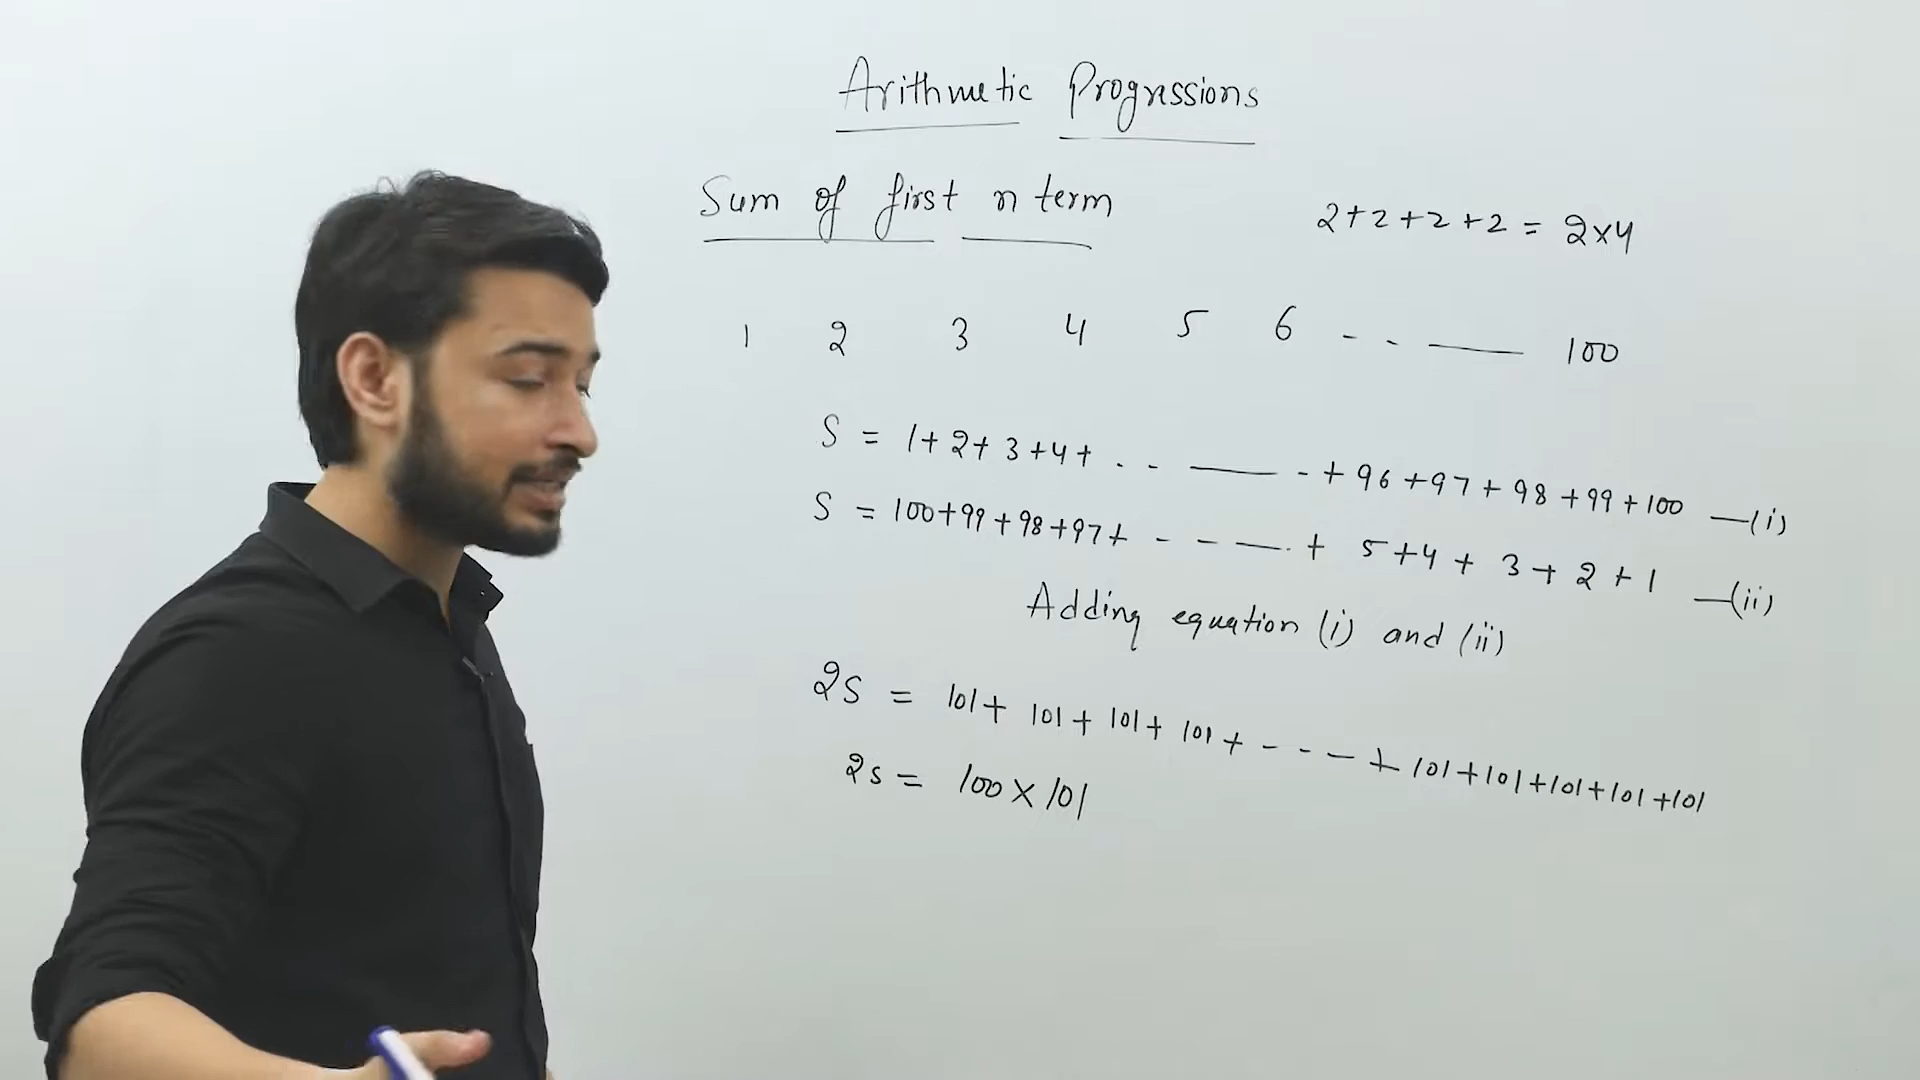 Arithmetic Progressions
Sum of first n term
2+2+2+2 = 2×4
1 2 3 4 5 6 - - — 100
S = 1+2+3+4+ . - — - +96+97+98+99+100 —(i)
S = 100+99+98+97+ - - — . + 5+4+3+2+1 —(ii)
Adding equation (i) and (ii)
2S = 101+101+101+101+ - - — +101+101+101+101+101
2s = 100×101